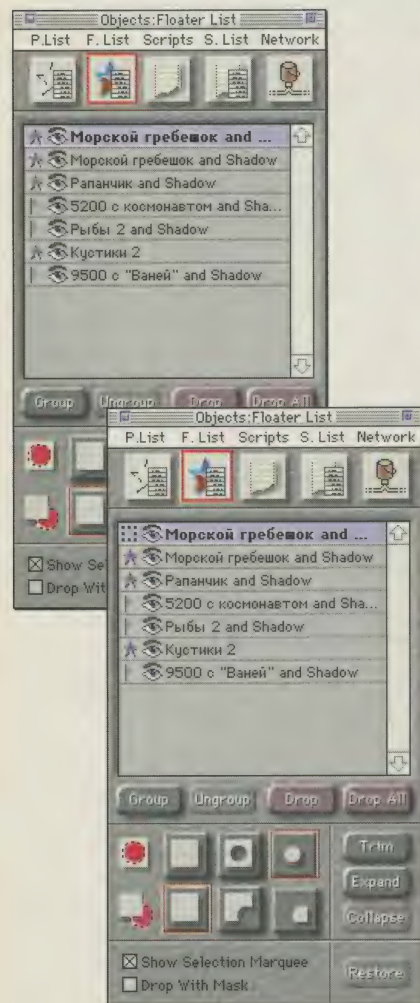 Objects:Floater List
P.List F. List Scripts S. List Network
Морской гребешок and ...
Морской гребешок and Shadow
Рапанчик and Shadow
5200 с космонавтом and Sha...
Рыбы 2 and Shadow
Кустики 2
9500 с "Ваней" and Shadow
Group Ungroup Drop Drop All
Show Se
Drop Wit
Objects:Floater List
P.List F. List Scripts S. List Network
Морской гребешок and ...
Морской гребешок and Shadow
Рапанчик and Shadow
5200 с космонавтом and Sha...
Рыбы 2 and Shadow
Кустики 2
9500 с "Ваней" and Shadow
Group Ungroup Drop Drop All
Trim
Expand
Collapse
Show Selection Marquee
Drop With Mask
Restore